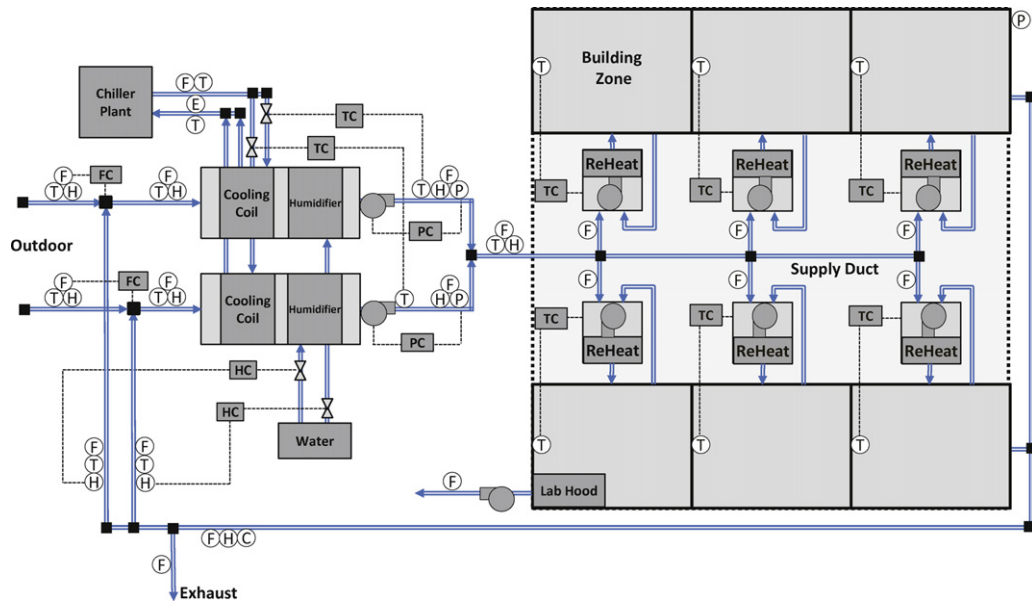 P
T
Building
Zone
T
T
Chiller
Plant
F T
E
T
TC
TC
F
T H
FC
F
T H
Cooling
Coil
Humidifier
F
T H P
PC
ReHeat
ReHeat
ReHeat
TC
TC
TC
F
F
F
Outdoor
F
T H
Supply Duct
F
T H
FC
F
T H
Cooling
Coil
Humidifier
T
F
H P
PC
F
F
F
TC
TC
TC
ReHeat
ReHeat
ReHeat
HC
HC
Water
F
T
H
F
T
H
T
T
T
F
Lab Hood
F H C
F
Exhaust